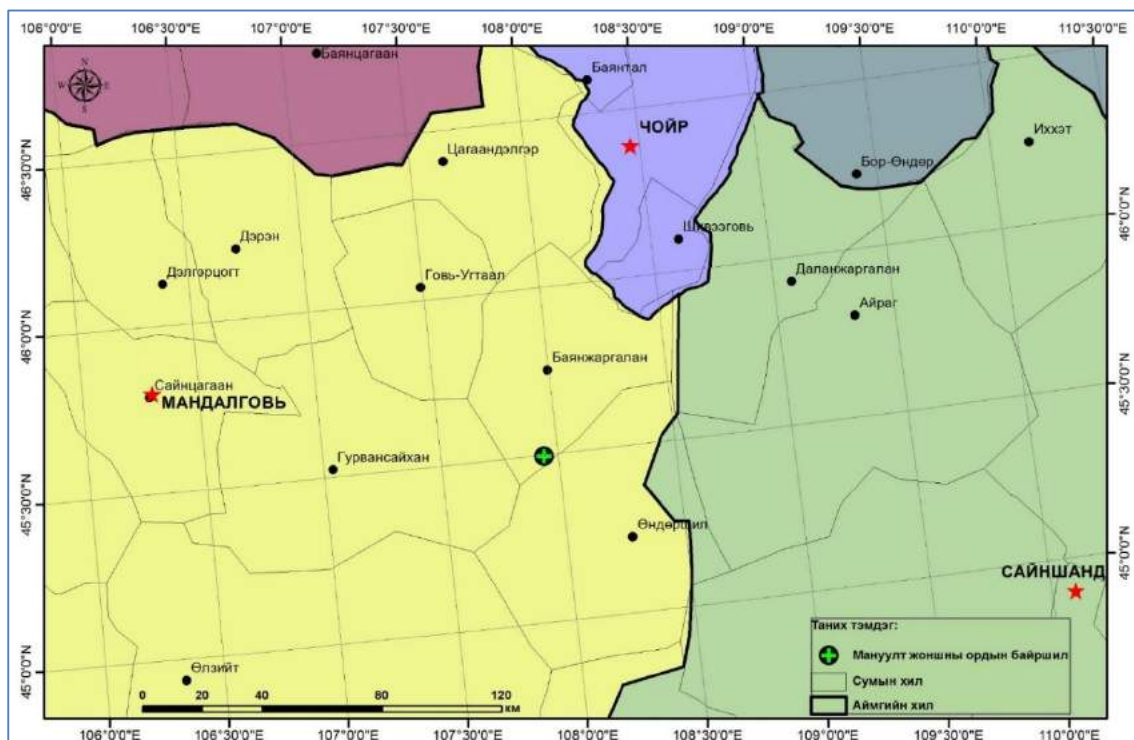 106°0'0"E 106°30'0"E 107°0'0"E 107°30'0"E 108°0'0"E 108°30'0"E 109°0'0"E 109°30'0"E 110°0'0"E 110°30'0"E
Баянцагаан
N
W E
S
Баянтал
ЧОЙР
Иххэт
Цагаандэлгэр
Бор-Өндөр
46°30'0"N
46°0'0"N
Дэрэн
Шивээговь
Дэлгэрцогт
Говь-Угтаал
Даланжаргалан
Айраг
46°0'0"N
45°30'0"N
Баянжаргалан
Сайнцагаан
МАНДАЛГОВЬ
Гурвансайхан
45°30'0"N
45°0'0"N
Өндөршил
САЙНШАНД
Таних тэмдэг:
Мануулт жоншны ордын байршил
Сумын хил
Аймгийн хил
45°0'0"N
Өлзийт
0 20 40 80 120
км
106°0'0"E 106°30'0"E 107°0'0"E 107°30'0"E 108°0'0"E 108°30'0"E 109°0'0"E 109°30'0"E 110°0'0"E